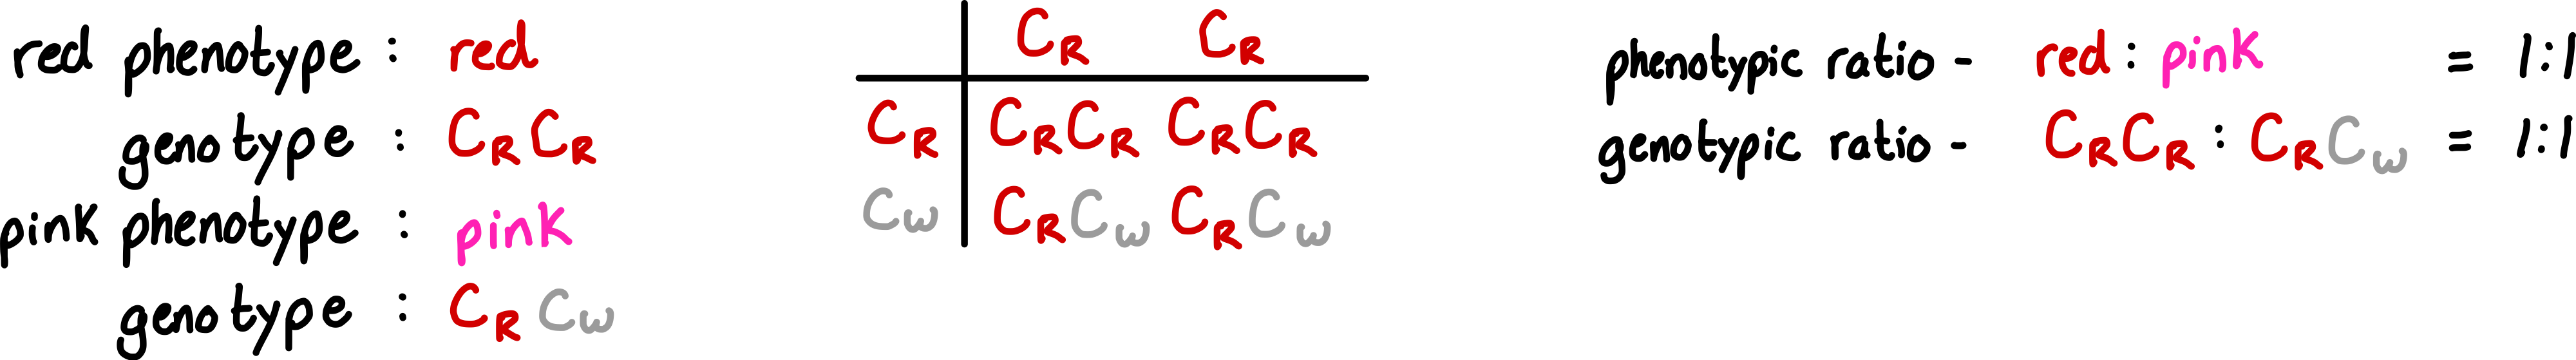 red phenotype : red
genotype : CRCR
pink phenotype : pink
genotype : CRCW
CR CR
CR CRCR CRCR
CW CRCW CRCW
phenotypic ratio - red : pink = 1:1
genotypic ratio - CRCR : CRCW = 1:1